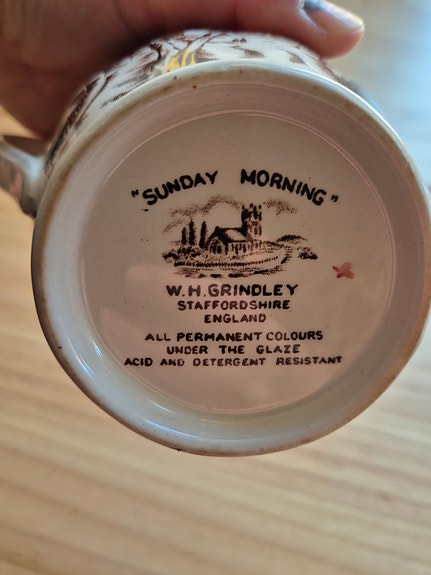 "SUNDAY MORNING"
W.H.GRINDLEY
STAFFORDSHIRE
ENGLAND
ALL PERMANENT COLOURS
UNDER THE GLAZE
ACID AND DETERGENT RESISTANT